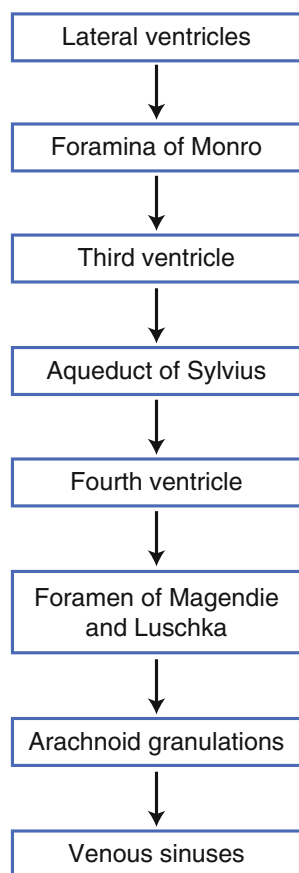 Lateral ventricles
Foramina of Monro
Third ventricle
Aqueduct of Sylvius
Fourth ventricle
Foramen of Magendie
and Luschka
Arachnoid granulations
Venous sinuses